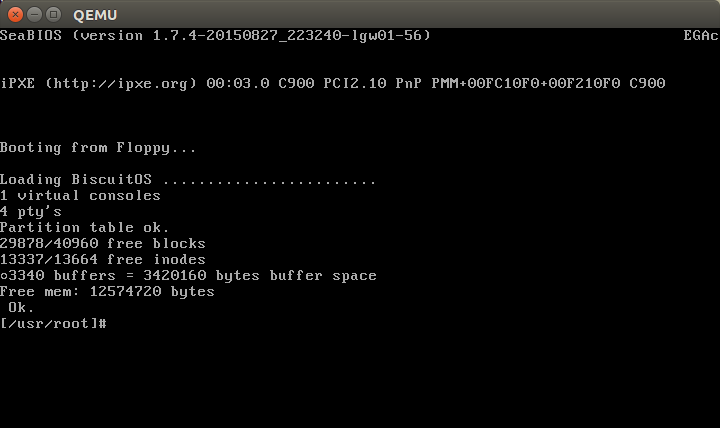 QEMU
SeaBIOS (version 1.7.4-20150827_223240-lgw01-56) EGAc
iPXE (http://ipxe.org) 00:03.0 C900 PCI2.10 PnP PMM+00FC10F0+00F210F0 C900
Booting from Floppy...
Loading BiscuitOS ........................
1 virtual consoles
4 pty's
Partition table ok.
29878/40960 free blocks
13337/13664 free inodes
3340 buffers = 3420160 bytes buffer space
Free mem: 12574720 bytes
Ok.
[/usr/root]#